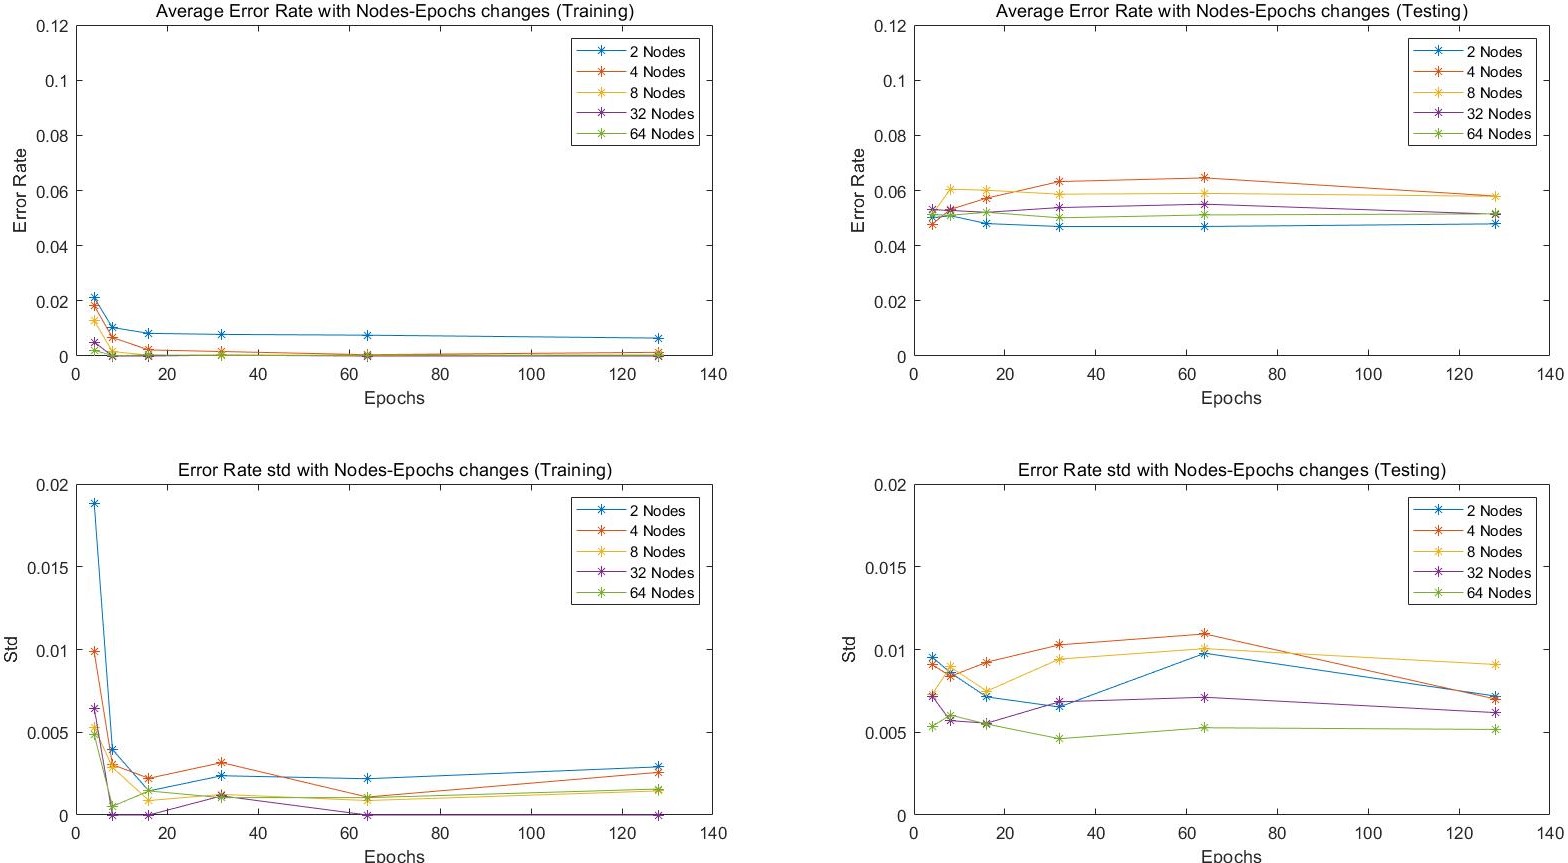 Average Error Rate with Nodes-Epochs changes (Training)
0.12
0.1
0.08
0.06
0.04
0.02
0
Error Rate
2 Nodes
4 Nodes
8 Nodes
32 Nodes
64 Nodes
0 20 40 60 80 100 120 140
Epochs
Average Error Rate with Nodes-Epochs changes (Testing)
0.12
0.1
0.08
0.06
0.04
0.02
0
Error Rate
2 Nodes
4 Nodes
8 Nodes
32 Nodes
64 Nodes
0 20 40 60 80 100 120 140
Epochs
Error Rate std with Nodes-Epochs changes (Training)
0.02
0.015
0.01
0.005
0
Std
2 Nodes
4 Nodes
8 Nodes
32 Nodes
64 Nodes
0 20 40 60 80 100 120 140
Epochs
Error Rate std with Nodes-Epochs changes (Testing)
0.02
0.015
0.01
0.005
0
Std
2 Nodes
4 Nodes
8 Nodes
32 Nodes
64 Nodes
0 20 40 60 80 100 120 140
Epochs